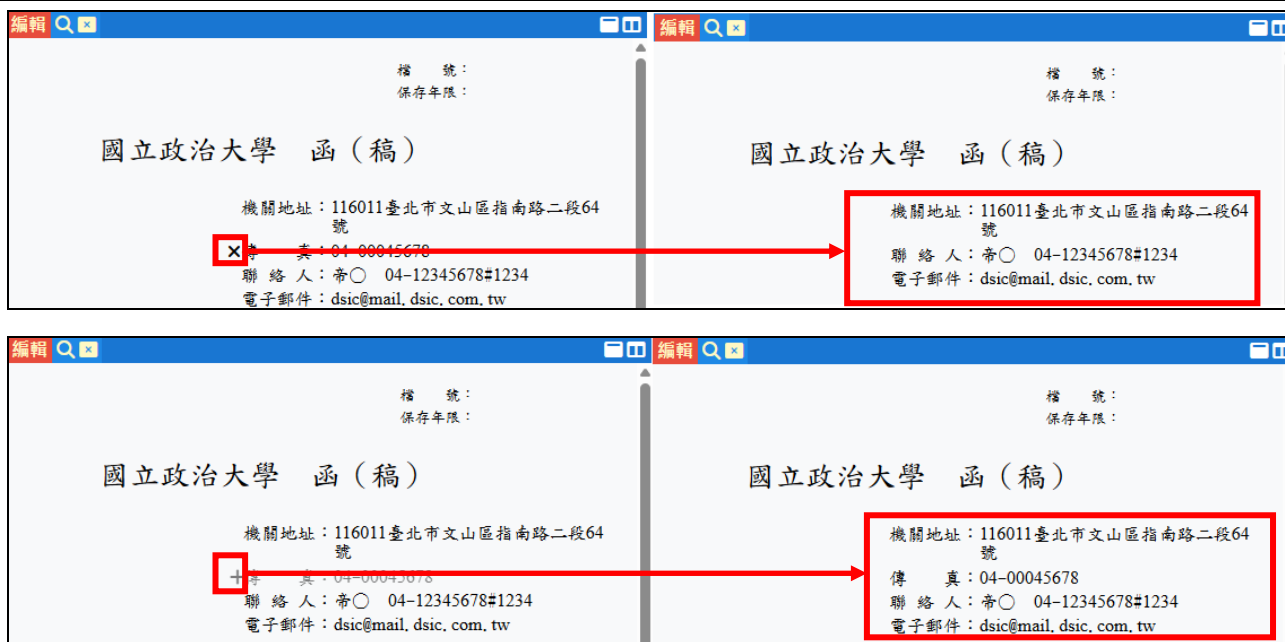 編輯
檔　號：
保存年限：
國立政治大學　函（稿）
機關地址：116011臺北市文山區指南路二段64
號
×傳　　真：04-00045678
聯 絡 人：帝〇　04-12345678#1234
電子郵件：dsic@mail.dsic.com.tw
編輯
檔　號：
保存年限：
國立政治大學　函（稿）
機關地址：116011臺北市文山區指南路二段64
號
聯 絡 人：帝〇　04-12345678#1234
電子郵件：dsic@mail.dsic.com.tw
編輯
檔　號：
保存年限：
國立政治大學　函（稿）
機關地址：116011臺北市文山區指南路二段64
號
+傳　　真：04-00045678
聯 絡 人：帝〇　04-12345678#1234
電子郵件：dsic@mail.dsic.com.tw
編輯
檔　號：
保存年限：
國立政治大學　函（稿）
機關地址：116011臺北市文山區指南路二段64
號
傳　　真：04-00045678
聯 絡 人：帝〇　04-12345678#1234
電子郵件：dsic@mail.dsic.com.tw